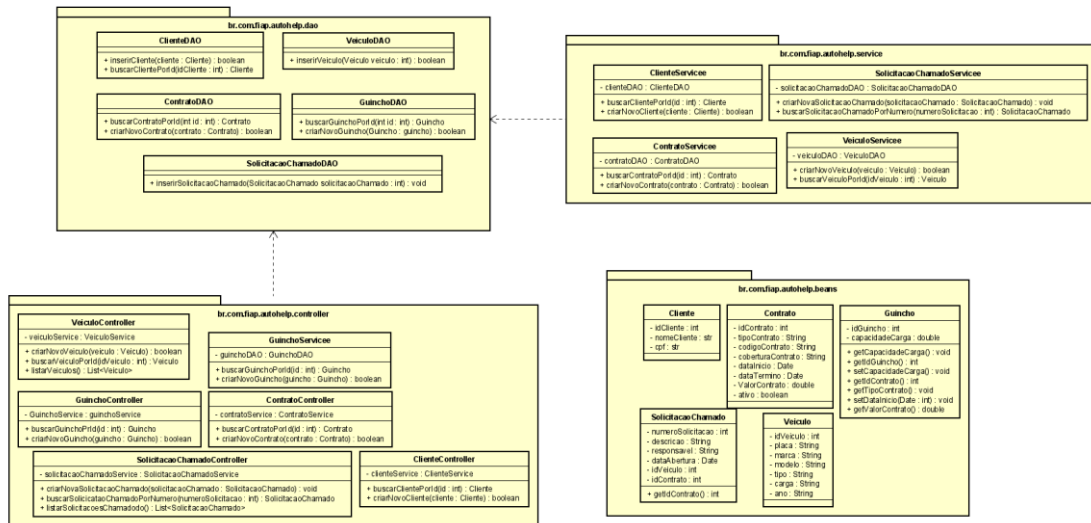 br.com.fiap.autohelp.dao
ClienteDAO
+ inserirCliente(cliente : Cliente) : boolean
+ buscarClientePorId(idCliente : int) : Cliente
VeiculoDAO
+ inserirVeiculo(Veiculo veiculo : int) : boolean
ContratoDAO
+ buscarContratoPorId(int id : int) : Contrato
+ criarNovoContrato(contrato : Contrato) : boolean
GuinchoDAO
+ buscarGuinchoPorId(int id : int) : Guincho
+ criarNovoGuincho(Guincho : guincho) : boolean
SolicitacaoChamadoDAO
+ inserirSolicitacaoChamado(SolicitacaoChamado solicitacaoChamado : int) : void
br.com.fiap.autohelp.service
ClienteServicee
- clienteDAO : ClienteDAO
+ buscarClientePorId(id : int) : Cliente
+ criarNovoCliente(cliente : Cliente) : boolean
SolicitacaoChamadoServicee
- solicitacaoChamadoDAO : SolicitacaoChamadoDAO
+ criarNovaSolicitacaoChamado(solicitacaoChamado : SolicitacaoChamado) : void
+ buscarSolicitacaoChamadoPorNumero(numeroSolicitacao : int) : SolicitacaoChamado
ContratoServicee
- contratoDAO : ContratoDAO
+ buscarContratoPorId(id : int) : Contrato
+ criarNovoContrato(contrato : Contrato) : boolean
VeiculoServicee
- veiculoDAO : VeiculoDAO
+ criarNovoVeiculo(veiculo : Veiculo) : boolean
+ buscarVeiculoPorId(idVeiculo : int) : Veiculo
br.com.fiap.autohelp.controller
VeiculoController
- veiculoService : VeiculoService
+ criarNovoVeiculo(veiculo : Veiculo) : boolean
+ buscarVeiculoPorId(idVeiculo : int) : Veiculo
+ listarVeiculos() : List<Veiculo>
GuinchoServicee
- guinchoDAO : GuinchoDAO
+ buscarGuinchoPorId(id : int) : Guincho
+ criarNovoGuincho(guincho : Guincho) : boolean
GuinchoController
- GuinchoService : guinchoService
+ buscarGuinchoPrId(id : int) : Guincho
+ criarNovoGuincho(guincho : Guincho) : boolean
ContratoController
- contratoService : ContratoService
+ buscarContratoPorId(id : int) : Contrato
+ criarNovoContrato(contrato : Contrato) : boolean
SolicitacaoChamadoController
- solicitacaoChamadoService : SolicitacaoChamadoService
+ criarNovaSolicitacaoChamado(solicitacaoChamado : SolicitacaoChamado) : void
+ buscarSolicicatacaoChamadoPorNumero(numeroSolicitacao : int) : SolicitacaoChamado
+ listarSolicitacoesChamadodo() : List<SolicitacaoChamado>
ClienteController
- clienteService : ClienteService
+ buscarClientePorId(id : int) : Cliente
+ criarNovoCliente(cliente : Cliente) : boolean
br.com.fiap.autohelp.beans
Cliente
- idCliente : int
- nomeCliente : str
- cpf : str
Contrato
- idContrato : int
- tipoContrato : String
- codigoContrato : String
- coberturaContrato : String
- dataInicio : Date
- dataTermino : Date
- ValorContrato : double
- ativo : boolean
Guincho
- idGuincho : int
- capacidadeCarga : double
+ getCapacidadeCarga() : void
+ getIdGuincho() : int
+ setCapacidadeCarga() : void
+ getIdContrato() : int
+ getTipoContrato() : void
+ setDataInicio(Date : int) : void
+ getValorContrato() : double
SolicitacaoChamado
- numeroSolicitacao : int
- descricao : String
- responsavel : String
- dataAbertura : Date
- idVeiculo : int
- idContrato : int
+ getIdContrato() : int
Veiculo
- idVeiculo : int
- placa : String
- marca : String
- modelo : String
- tipo : String
- carga : String
- ano : String